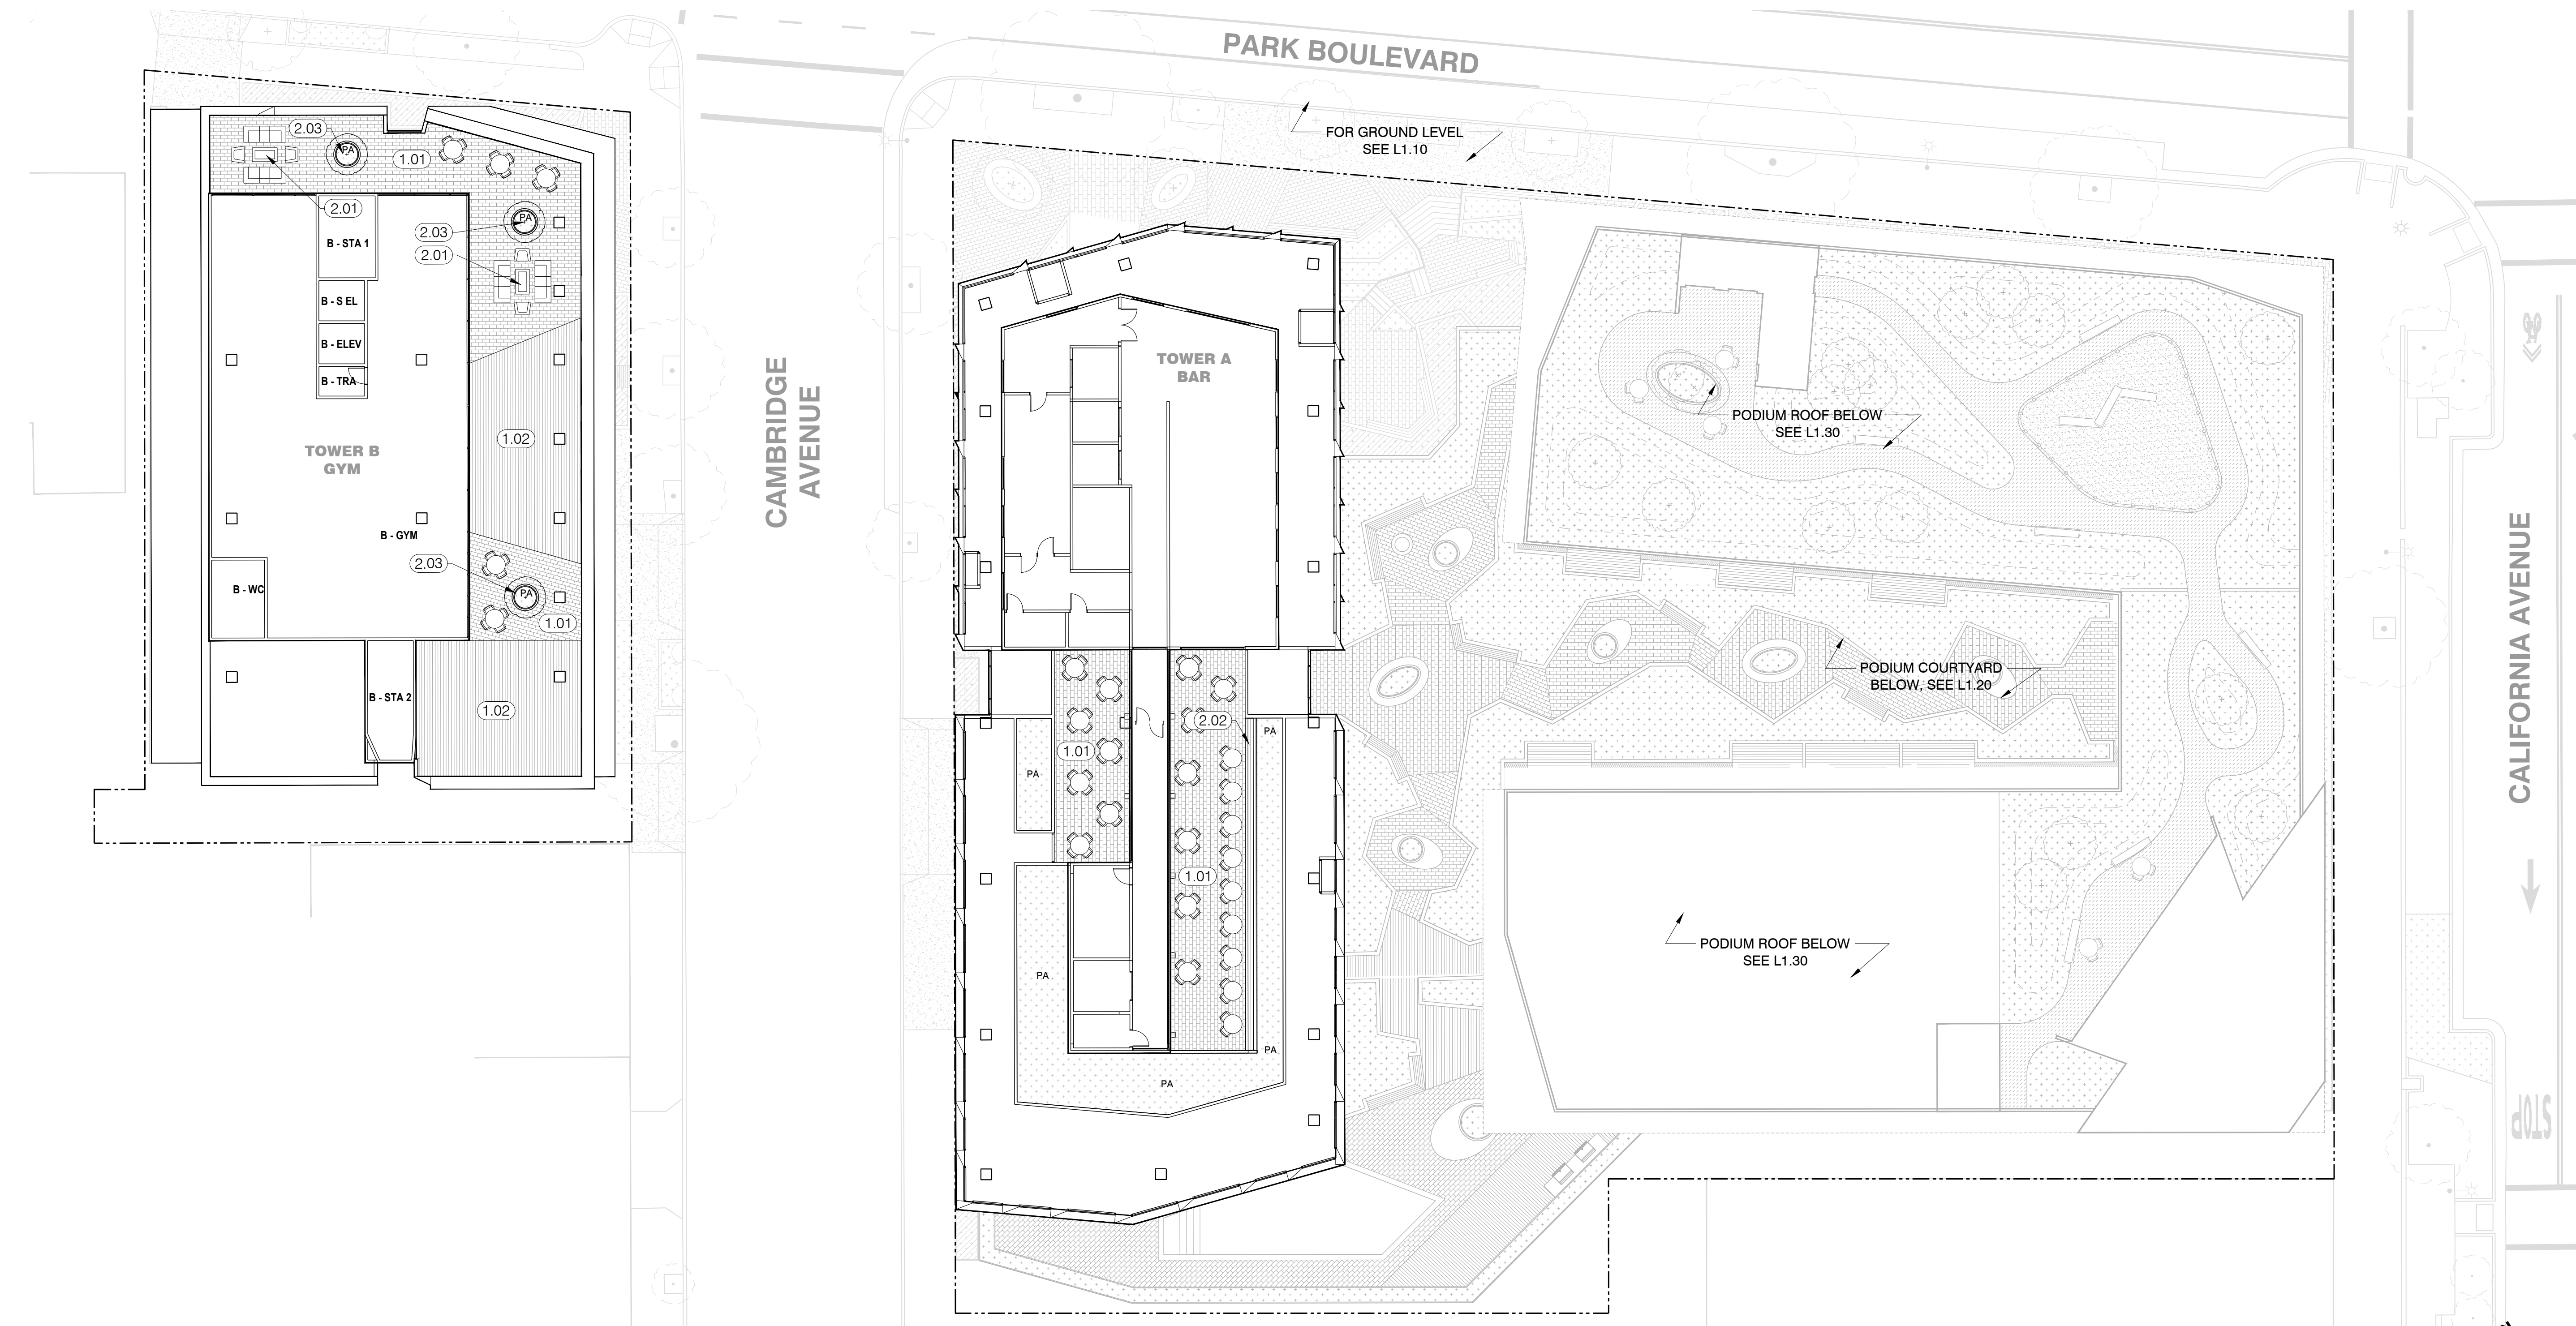 PARK BOULEVARD
FOR GROUND LEVEL
SEE L1.10
2.03
PA
1.01
2.01
B - STA 1
PA
2.03
2.01
B - S EL
B - ELEV
B - TRA
1.02
TOWER B
GYM
B - GYM
2.03
B - WC
PA
1.01
B - STA 2
1.02
CAMBRIDGE
AVENUE
TOWER A
BAR
2.02
PA
1.01
PA
1.01
PA
PA
PA
PODIUM ROOF BELOW
SEE L1.30
PODIUM COURTYARD
BELOW, SEE L1.20
PODIUM ROOF BELOW
SEE L1.30
CALIFORNIA AVENUE
STOP